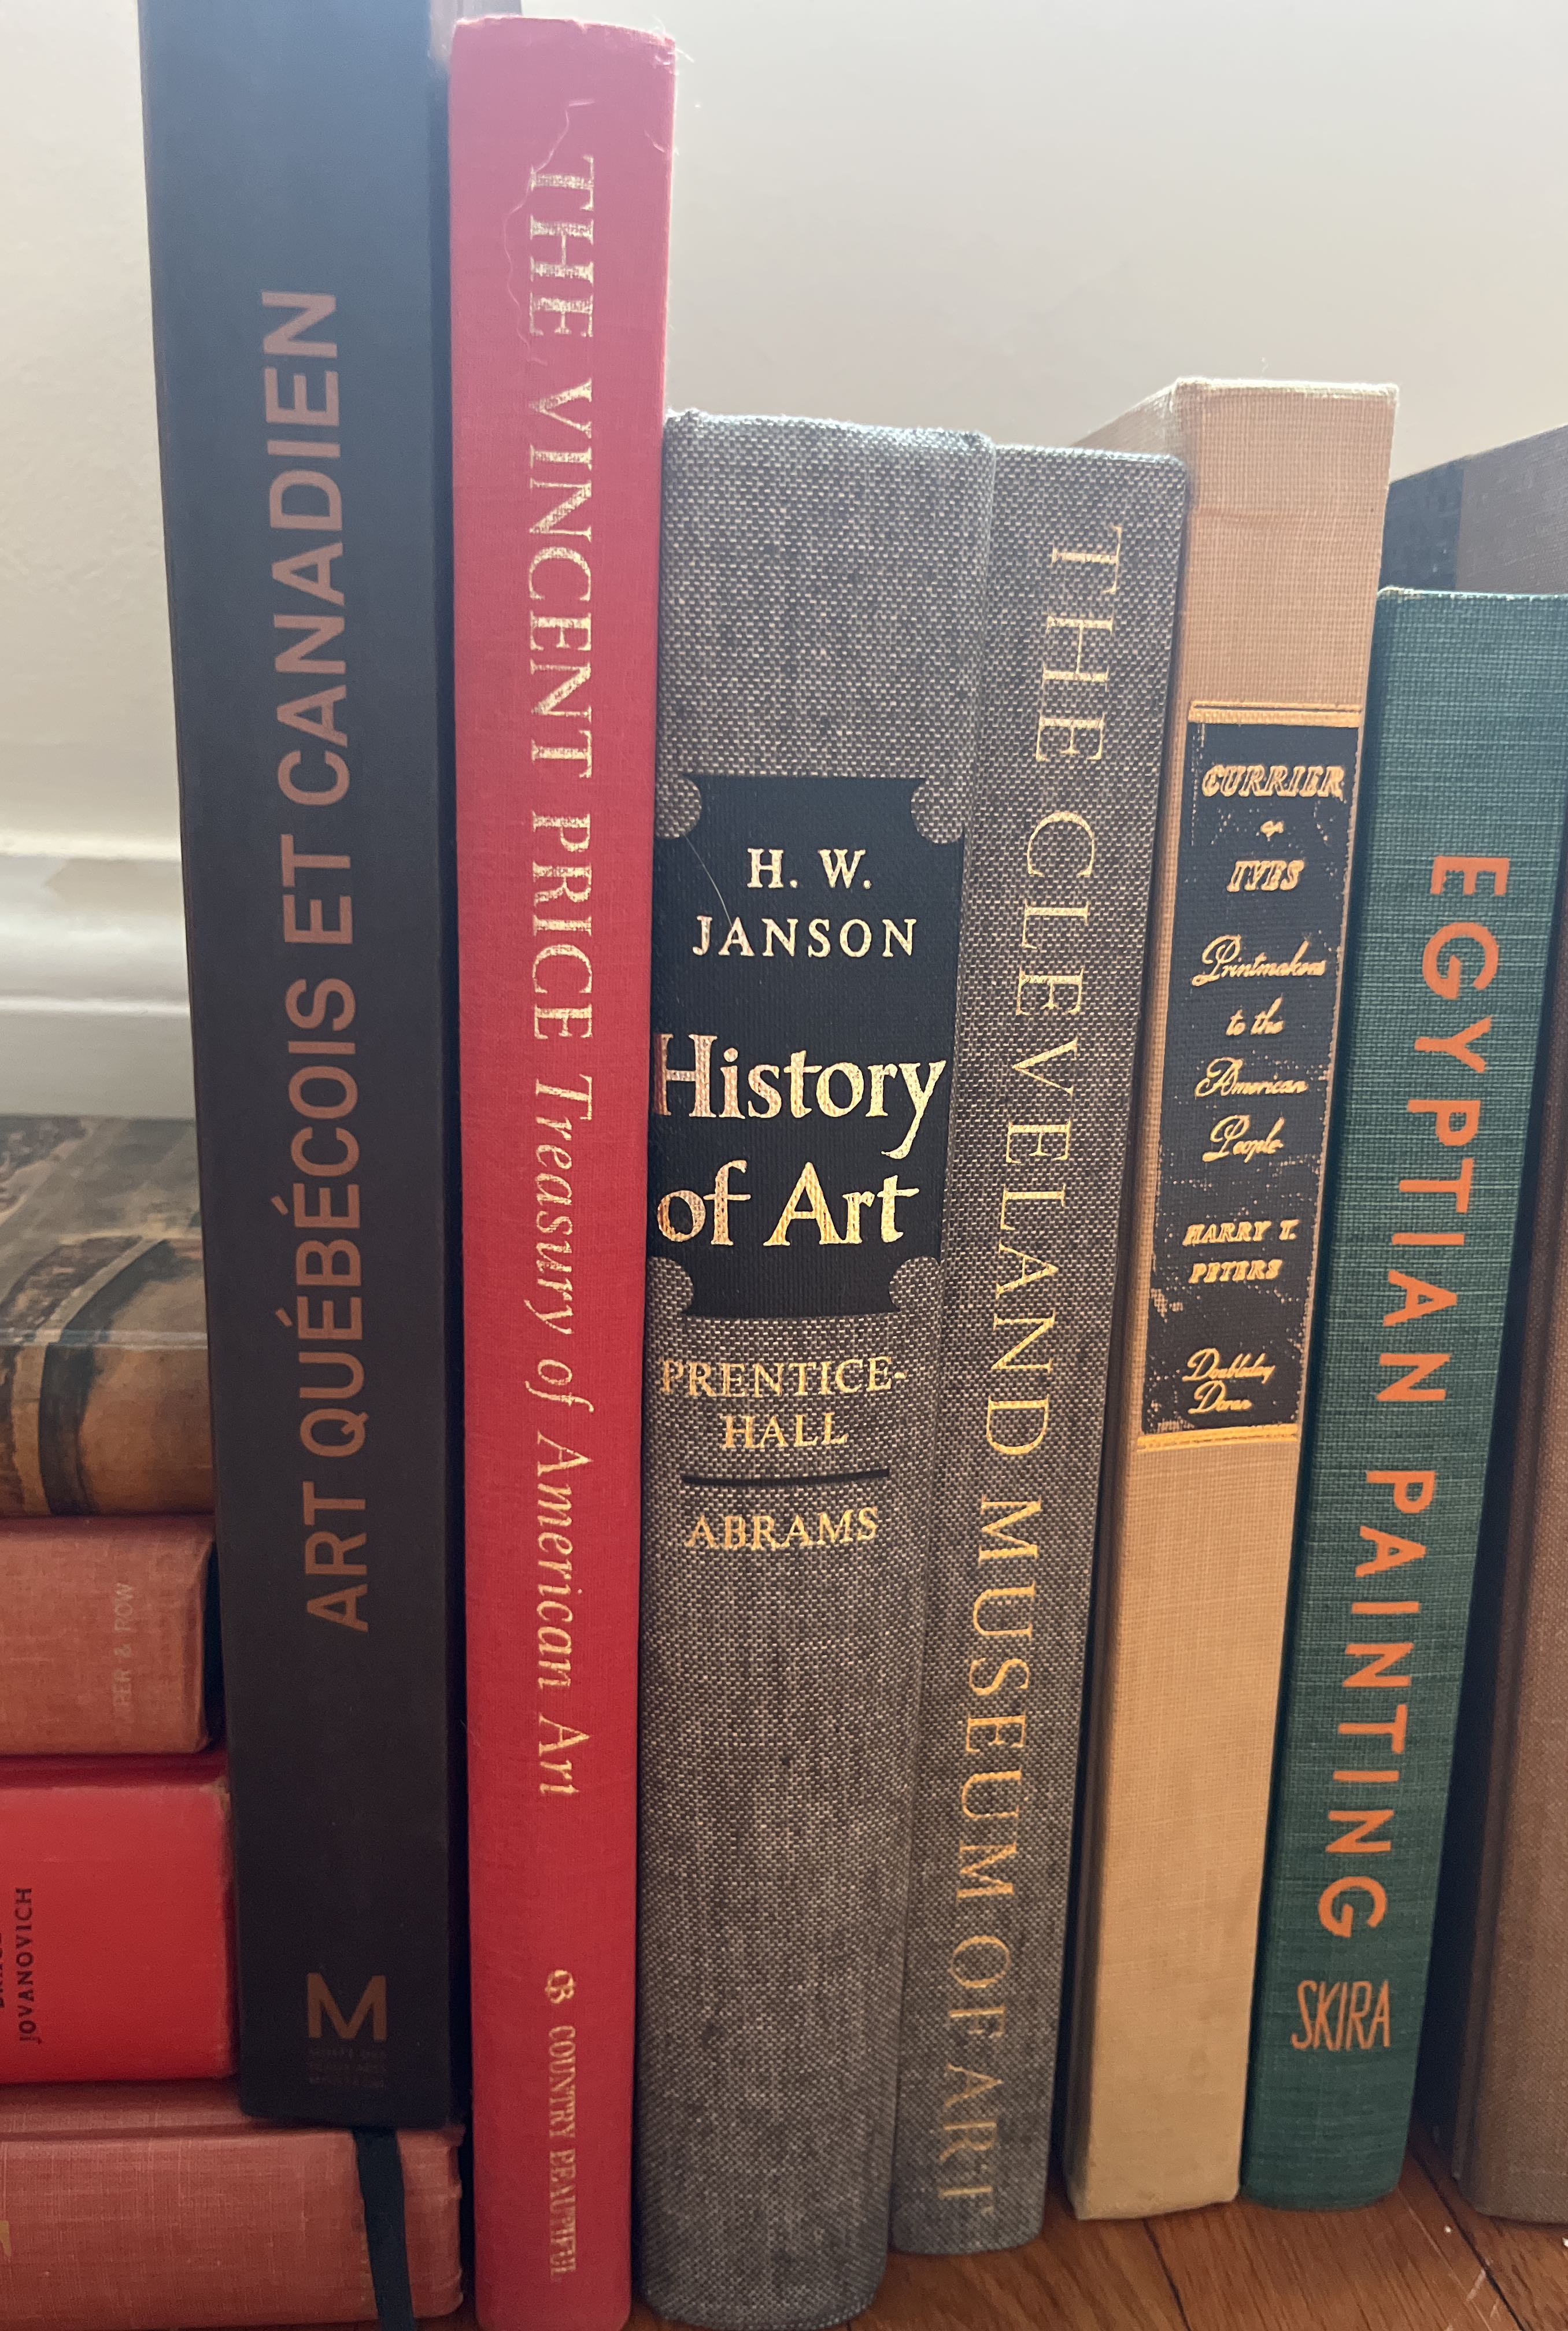 ART QUÉBÉCOIS ET CANADIEN
M
THE VINCENT PRICE Treasury of American Art
COUNTRY BEAUTIFUL
H. W.
JANSON
History
of Art
PRENTICE-
HALL
ABRAMS
THE CLEVELAND MUSEUM OF ART
CURRIER
&
IVES
Printmakers
to the
American
People
HARRY T.
PETERS
Doubleday
Doran
EGYPTIAN PAINTING
SKIRA
& ROW
JOVANOVICH